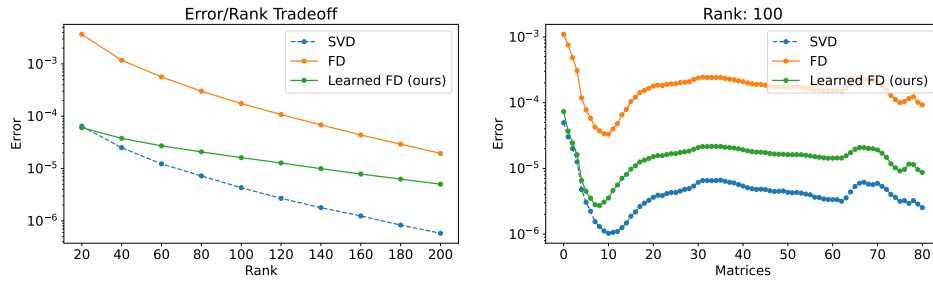 Error/Rank Tradeoff
Error
10⁻³
10⁻⁴
10⁻⁵
10⁻⁶
SVD
FD
Learned FD (ours)
20 40 60 80 100 120 140 160 180 200
Rank
Rank: 100
Error
10⁻³
10⁻⁴
10⁻⁵
10⁻⁶
SVD
FD
Learned FD (ours)
0 10 20 30 40 50 60 70 80
Matrices